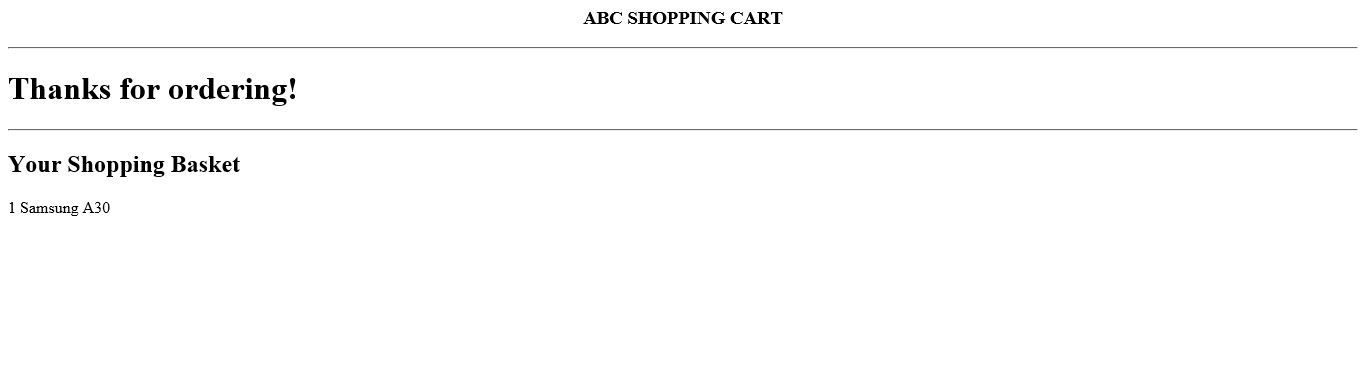 ABC SHOPPING CART
Thanks for ordering!
Your Shopping Basket
1 Samsung A30